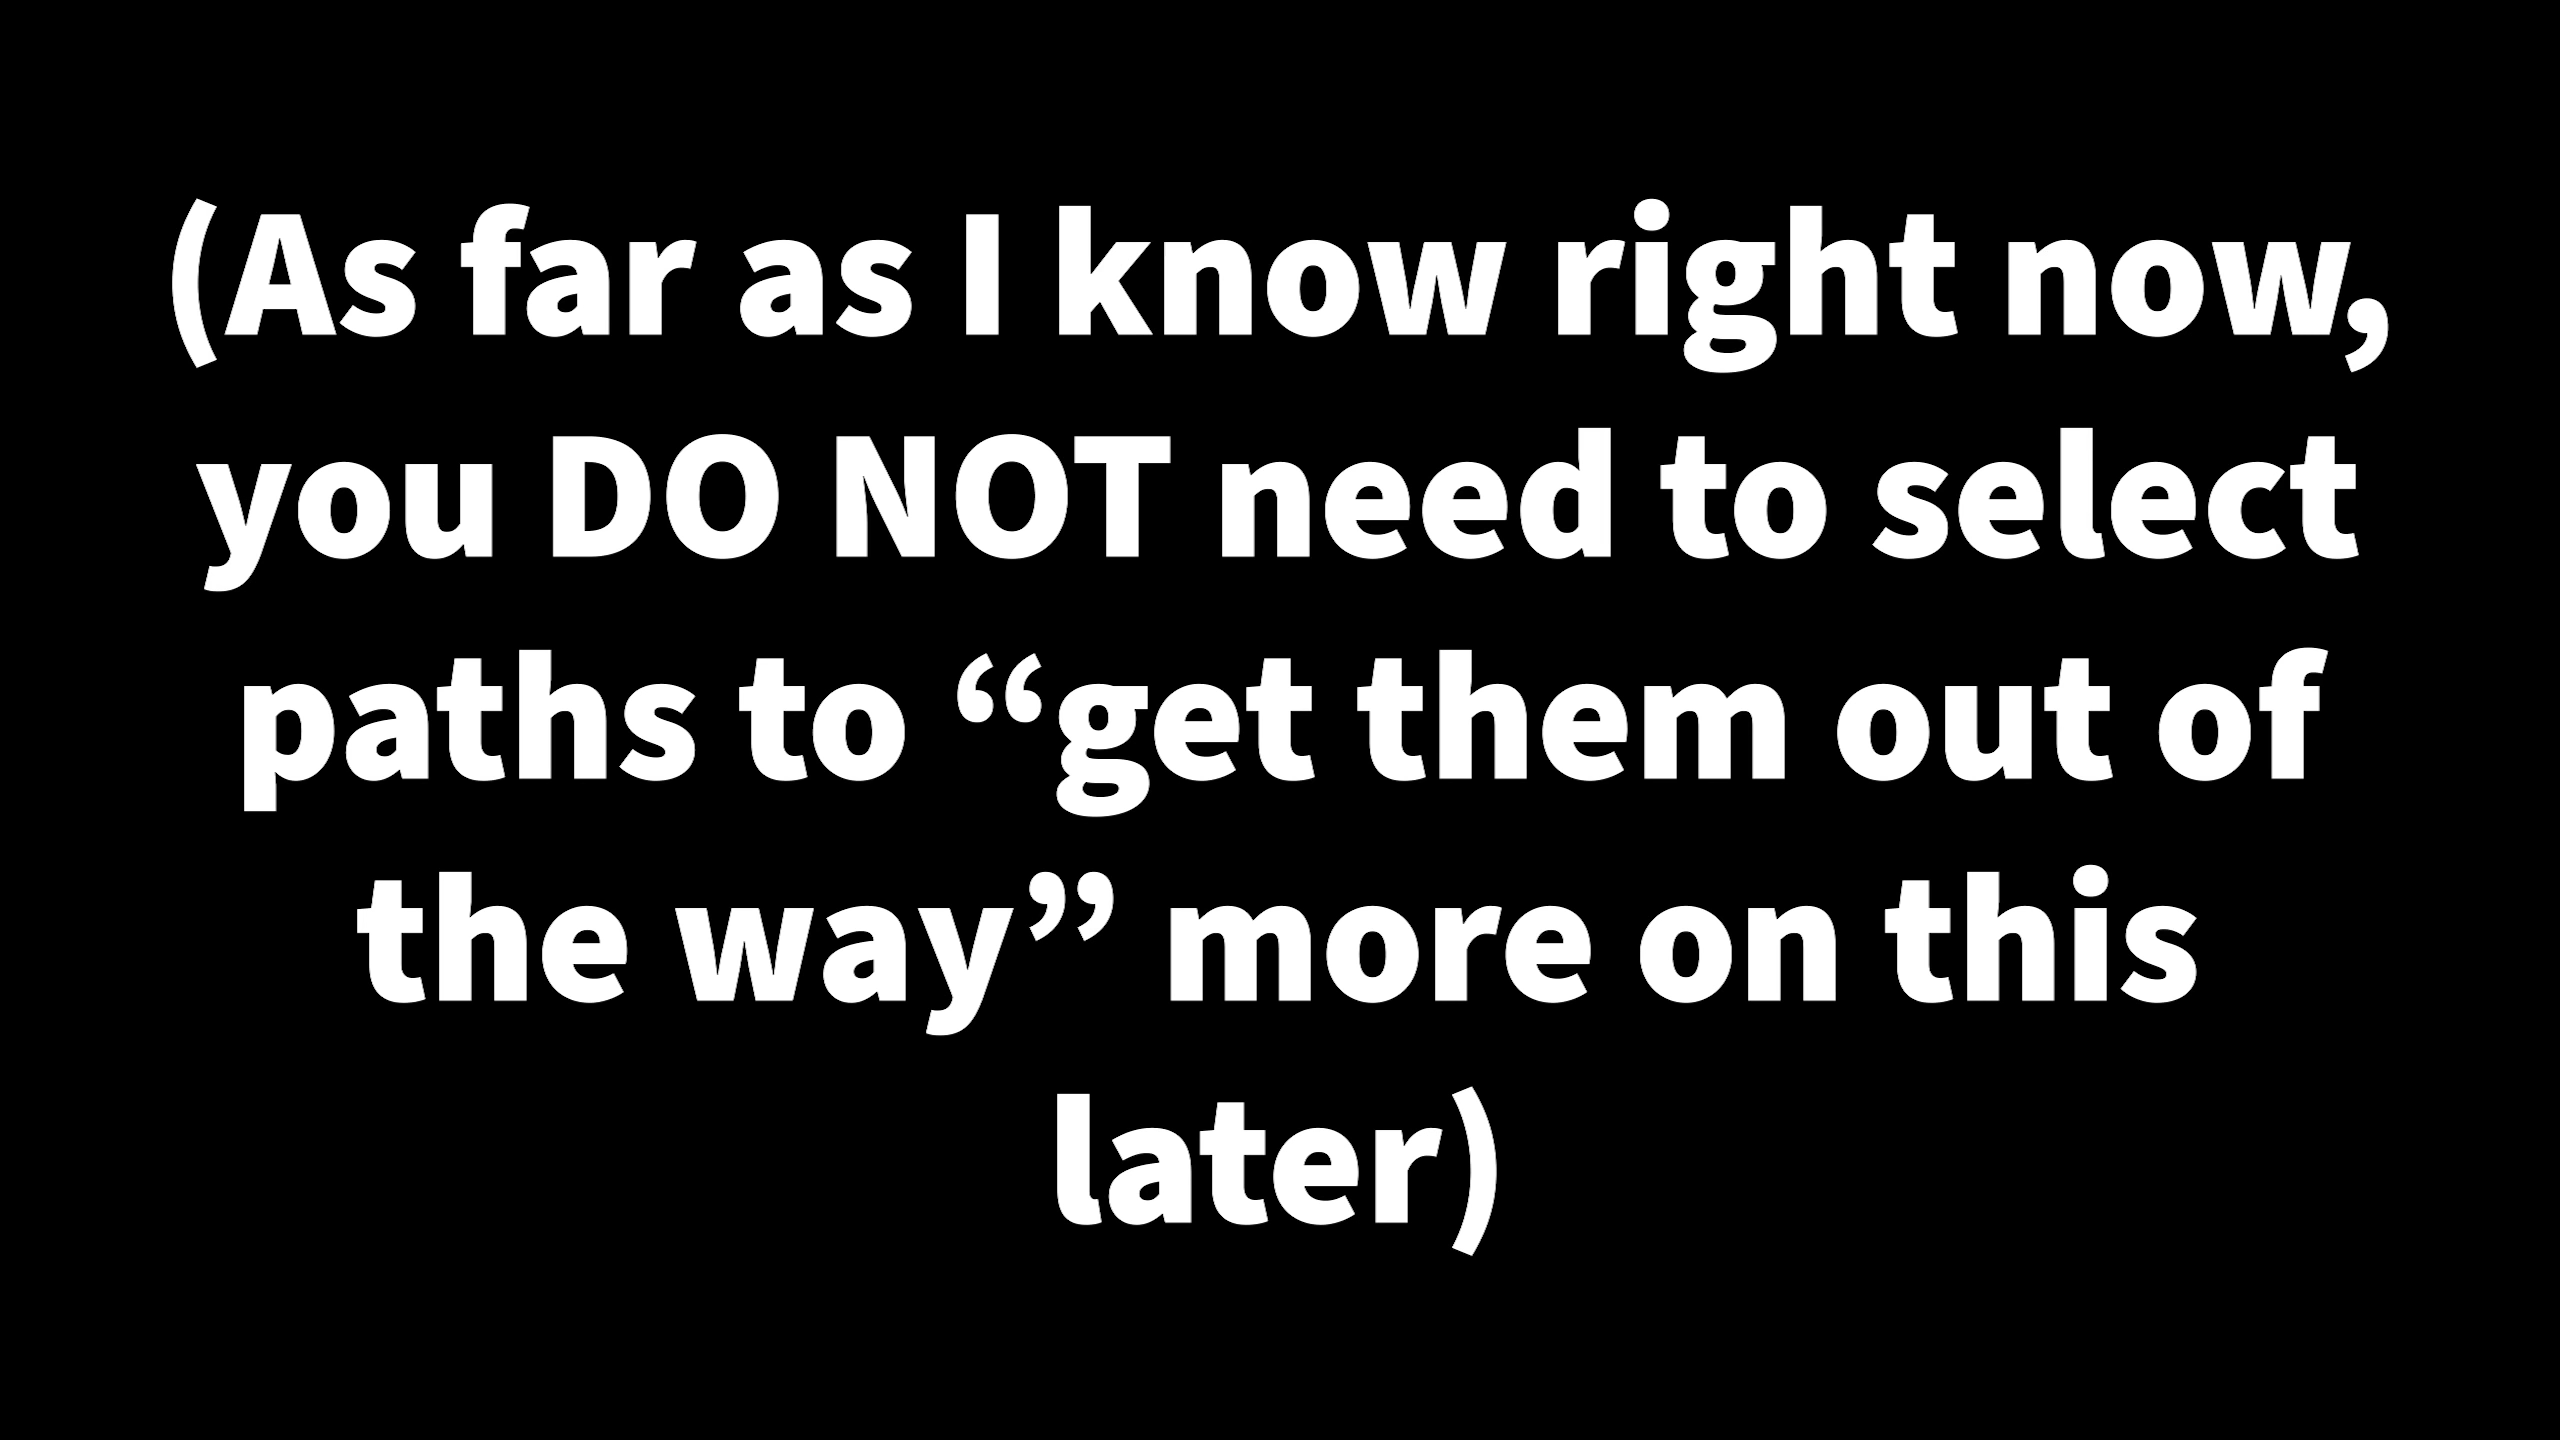 (As far as I know right now,
you DO NOT need to select
paths to “get them out of
the way” more on this
later)